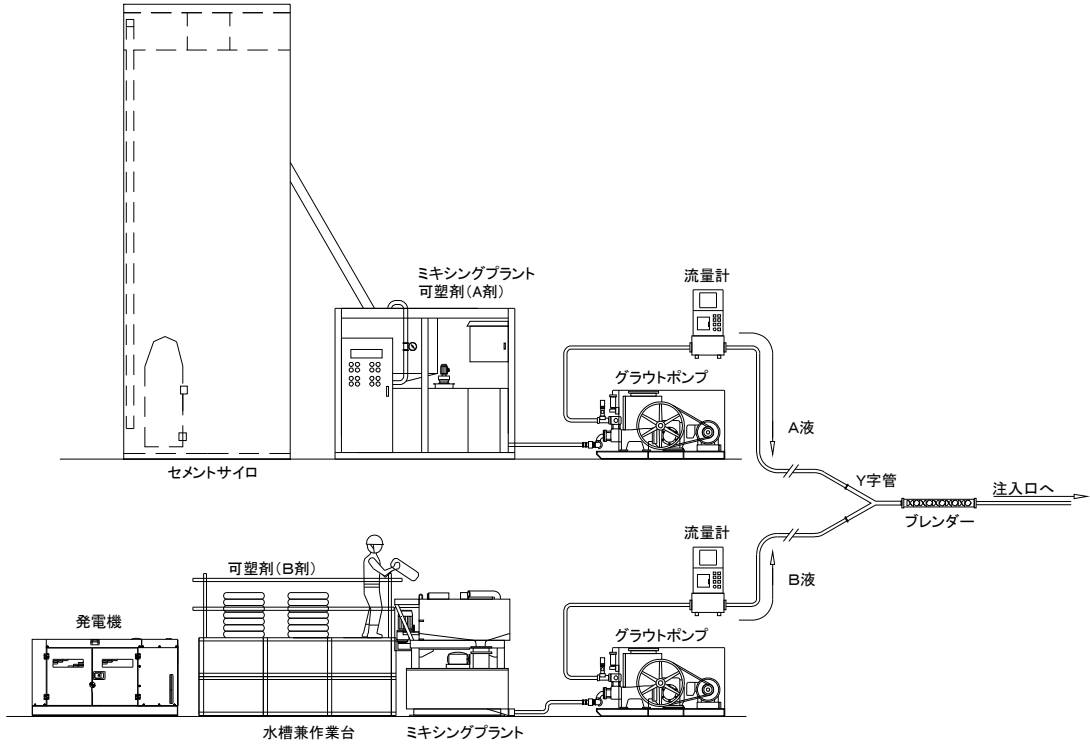 ミキシングプラント
可塑剤(A剤)
流量計
グラウトポンプ
A液
セメントサイロ
Y字管
注入口へ
ブレンダー
流量計
B液
可塑剤(B剤)
発電機
グラウトポンプ
水槽兼作業台
ミキシングプラント